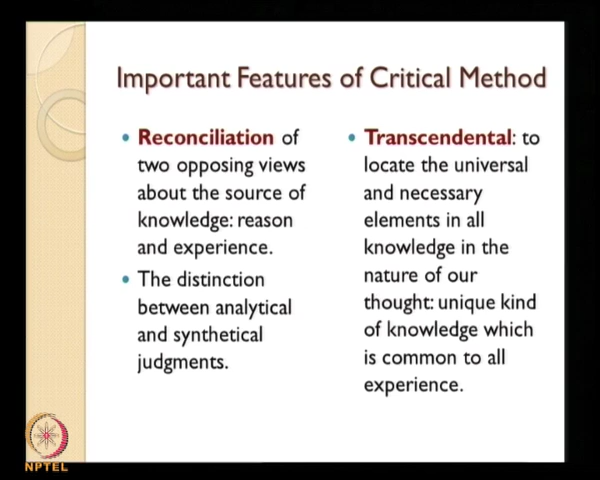 Important Features of Critical Method
• Reconciliation of
two opposing views
about the source of
knowledge: reason
and experience.
• The distinction
between analytical
and synthetical
judgments.
• Transcendental: to
locate the universal
and necessary
elements in all
knowledge in the
nature of our
thought: unique kind
of knowledge which
is common to all
experience.
NPTEL